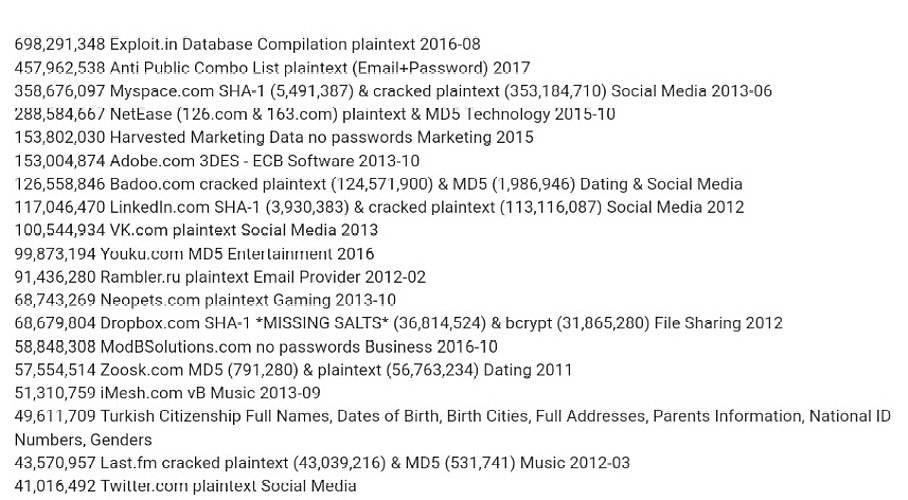 698,291,348 Exploit.in Database Compilation plaintext 2016-08
457,962,538 Anti Public Combo List plaintext (Email+Password) 2017
358,676,097 Myspace.com SHA-1 (5,491,387) & cracked plaintext (353,184,710) Social Media 2013-06
288,584,667 NetEase (126.com & 163.com) plaintext & MD5 Technology 2015-10
153,802,030 Harvested Marketing Data no passwords Marketing 2015
153,004,874 Adobe.com 3DES - ECB Software 2013-10
126,558,846 Badoo.com cracked plaintext (124,571,900) & MD5 (1,986,946) Dating & Social Media
117,046,470 LinkedIn.com SHA-1 (3,930,383) & cracked plaintext (113,116,087) Social Media 2012
100,544,934 VK.com plaintext Social Media 2013
99,873,194 Youku.com MD5 Entertainment 2016
91,436,280 Rambler.ru plaintext Email Provider 2012-02
68,743,269 Neopets.com plaintext Gaming 2013-10
68,679,804 Dropbox.com SHA-1 *MISSING SALTS* (36,814,524) & bcrypt (31,865,280) File Sharing 2012
58,848,308 ModBSolutions.com no passwords Business 2016-10
57,554,514 Zoosk.com MD5 (791,280) & plaintext (56,763,234) Dating 2011
51,310,759 iMesh.com vB Music 2013-09
49,611,709 Turkish Citizenship Full Names, Dates of Birth, Birth Cities, Full Addresses, Parents Information, National ID
Numbers, Genders
43,570,957 Last.fm cracked plaintext (43,039,216) & MD5 (531,741) Music 2012-03
41,016,492 Twitter.com plaintext Social Media